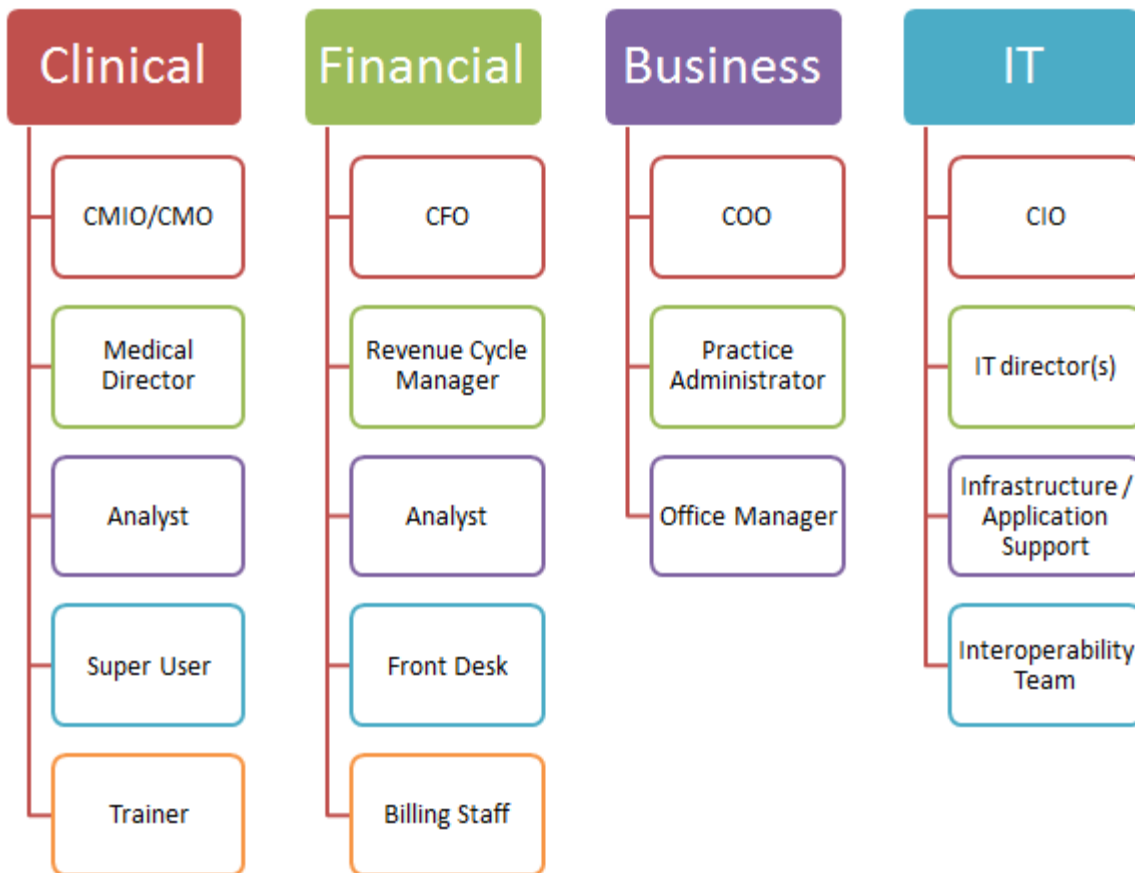 Clinical
CMIO/CMO
Medical
Director
Analyst
Super User
Trainer
Financial
CFO
Revenue Cycle
Manager
Analyst
Front Desk
Billing Staff
Business
COO
Practice
Administrator
Office Manager
IT
CIO
IT director(s)
Infrastructure /
Application
Support
Interoperability
Team